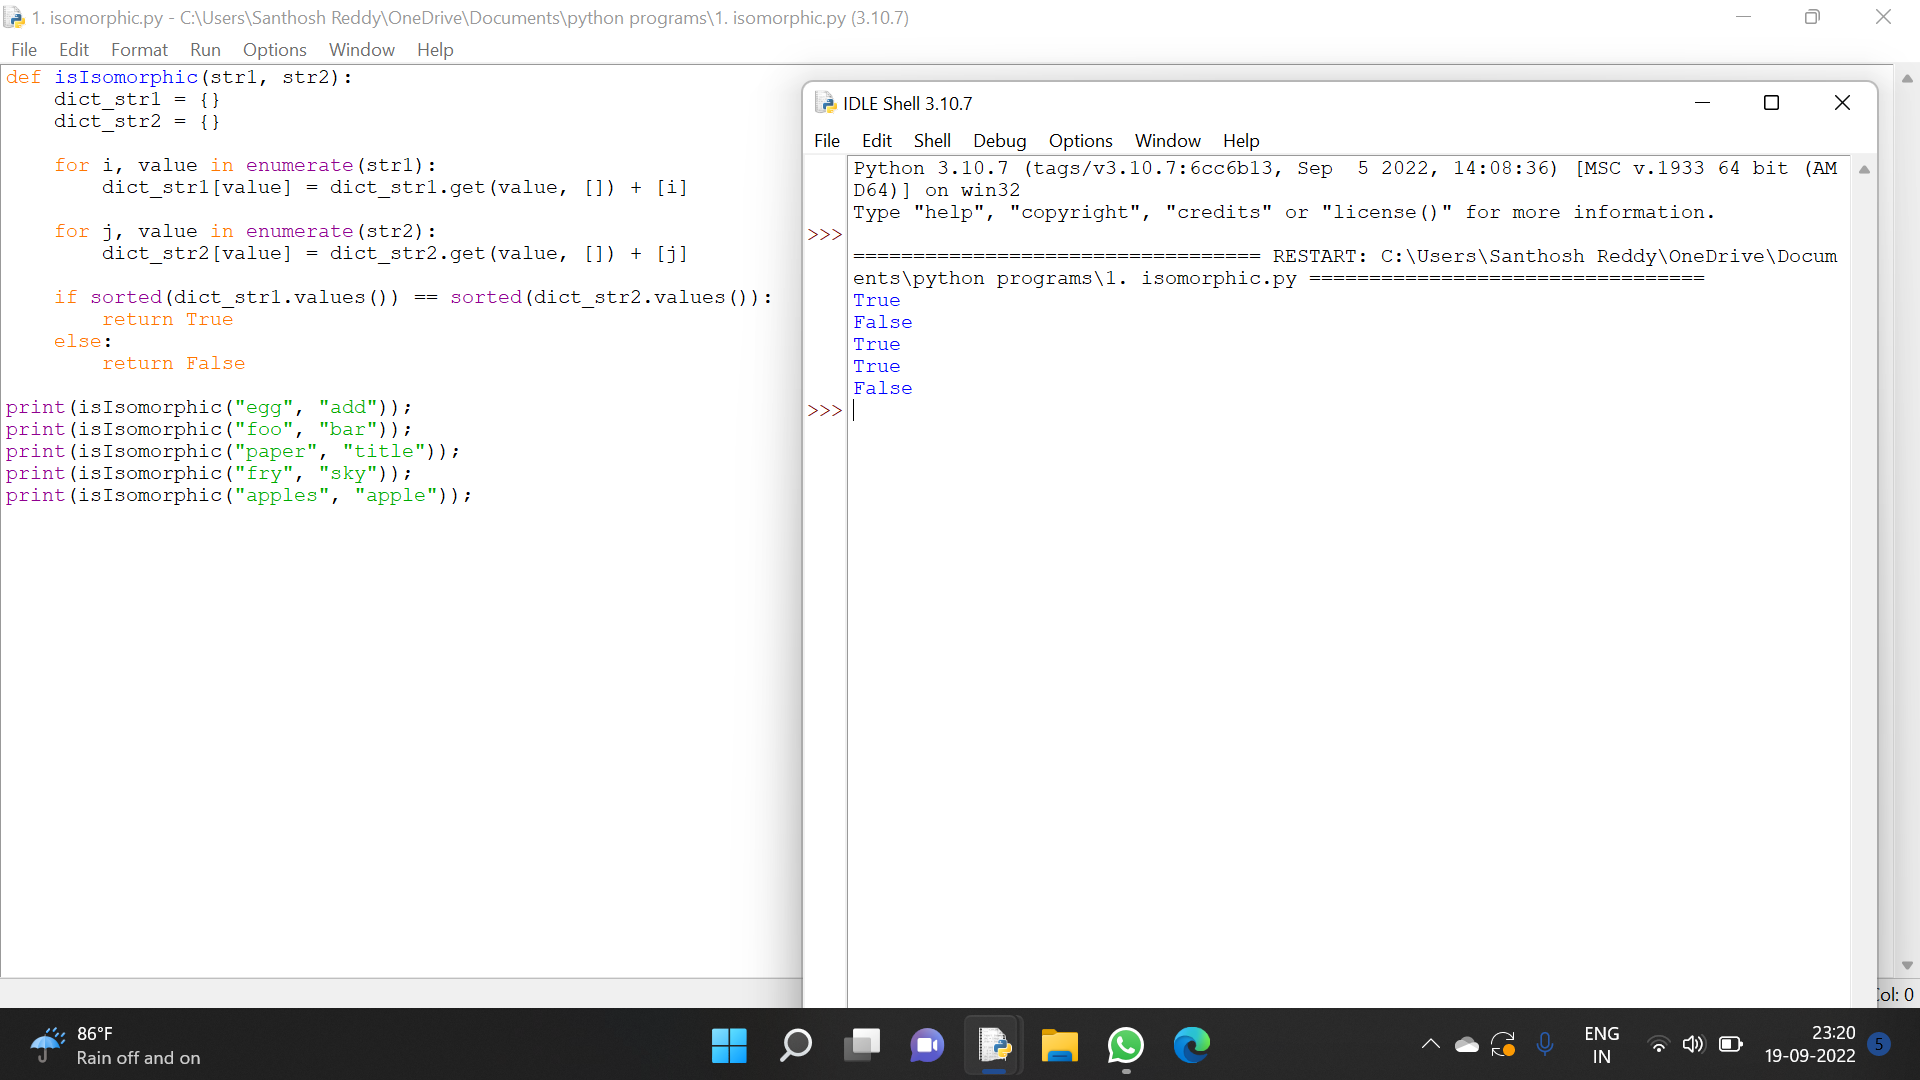 1. isomorphic.py - C:\Users\Santhosh Reddy\OneDrive\Documents\python programs\1. isomorphic.py (3.10.7)
File Edit Format Run Options Window Help
def isIsomorphic(str1, str2):
    dict_str1 = {}
    dict_str2 = {}

    for i, value in enumerate(str1):
        dict_str1[value] = dict_str1.get(value, []) + [i]

    for j, value in enumerate(str2):
        dict_str2[value] = dict_str2.get(value, []) + [j]

    if sorted(dict_str1.values()) == sorted(dict_str2.values()):
        return True
    else:
        return False

print(isIsomorphic("egg", "add"));
print(isIsomorphic("foo", "bar"));
print(isIsomorphic("paper", "title"));
print(isIsomorphic("fry", "sky"));
print(isIsomorphic("apples", "apple"));
IDLE Shell 3.10.7
File Edit Shell Debug Options Window Help
Python 3.10.7 (tags/v3.10.7:6cc6b13, Sep  5 2022, 14:08:36) [MSC v.1933 64 bit (AM
D64)] on win32
Type "help", "copyright", "credits" or "license()" for more information.
>>>
================================== RESTART: C:\Users\Santhosh Reddy\OneDrive\Docum
ents\python programs\1. isomorphic.py =================================
True
False
True
True
False
>>>
ol: 0
86°F
Rain off and on
ENG
IN
23:20
19-09-2022
5